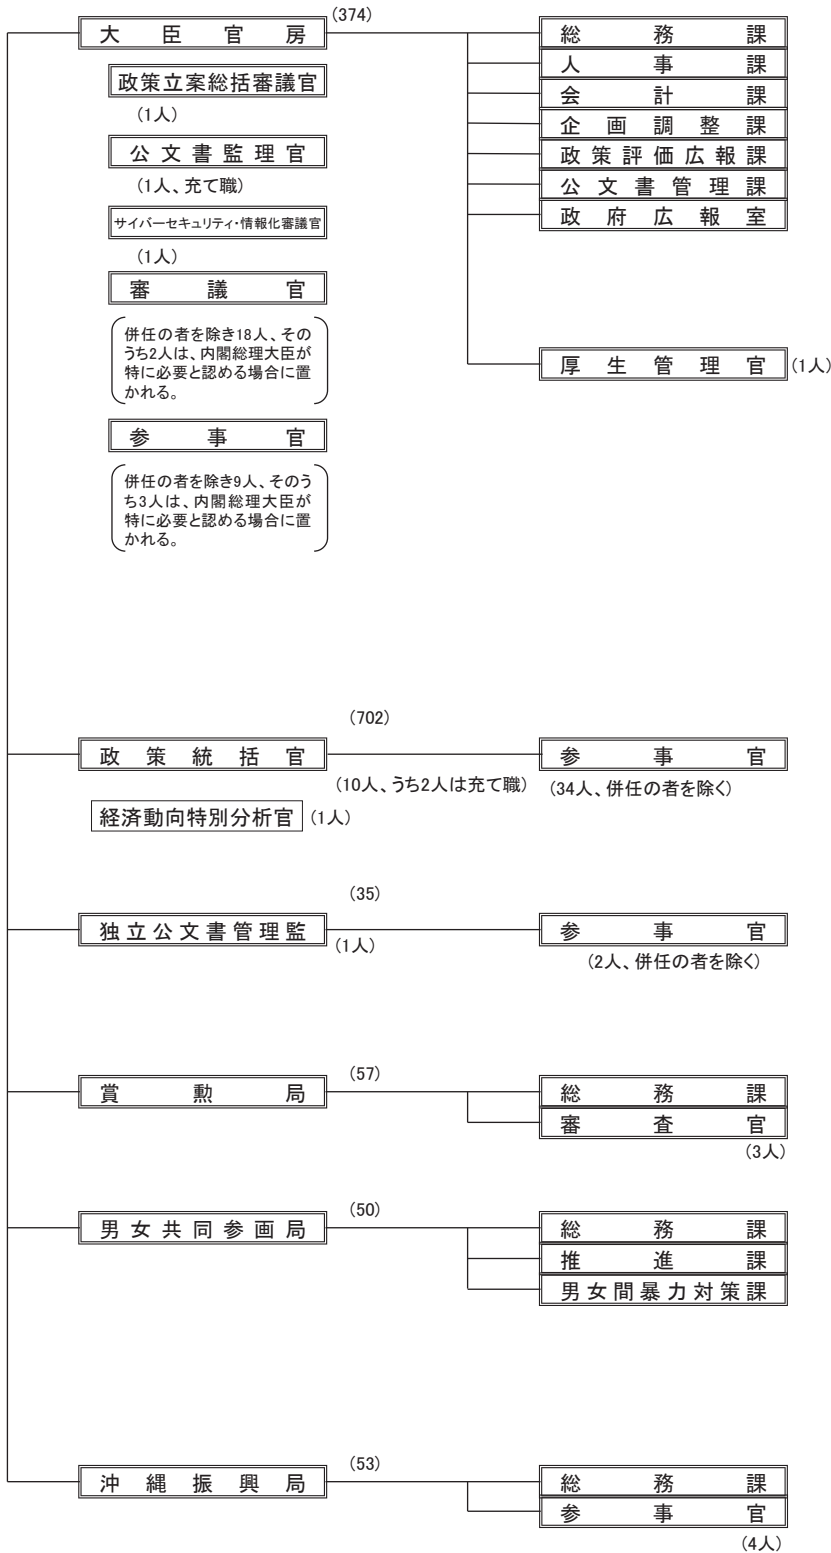 大臣官房
(374)
総務課
人事課
会計課
企画調整課
政策評価広報課
公文書管理課
政府広報室
厚生管理官
(1人)
政策立案総括審議官
(1人)
公文書監理官
(1人、充て職)
サイバーセキュリティ・情報化審議官
(1人)
審議官
併任の者を除き18人、その
うち2人は、内閣総理大臣が
特に必要と認める場合に置
かれる。
参事官
併任の者を除き9人、そのう
ち3人は、内閣総理大臣が
特に必要と認める場合に置
かれる。
(702)
政策統括官
(10人、うち2人は充て職)
参事官
(34人、併任の者を除く)
経済動向特別分析官
(1人)
(35)
独立公文書管理監
(1人)
参事官
(2人、併任の者を除く)
(57)
賞勲局
総務課
審査官
(3人)
(50)
男女共同参画局
総務課
推進課
男女間暴力対策課
(53)
沖縄振興局
総務課
参事官
(4人)